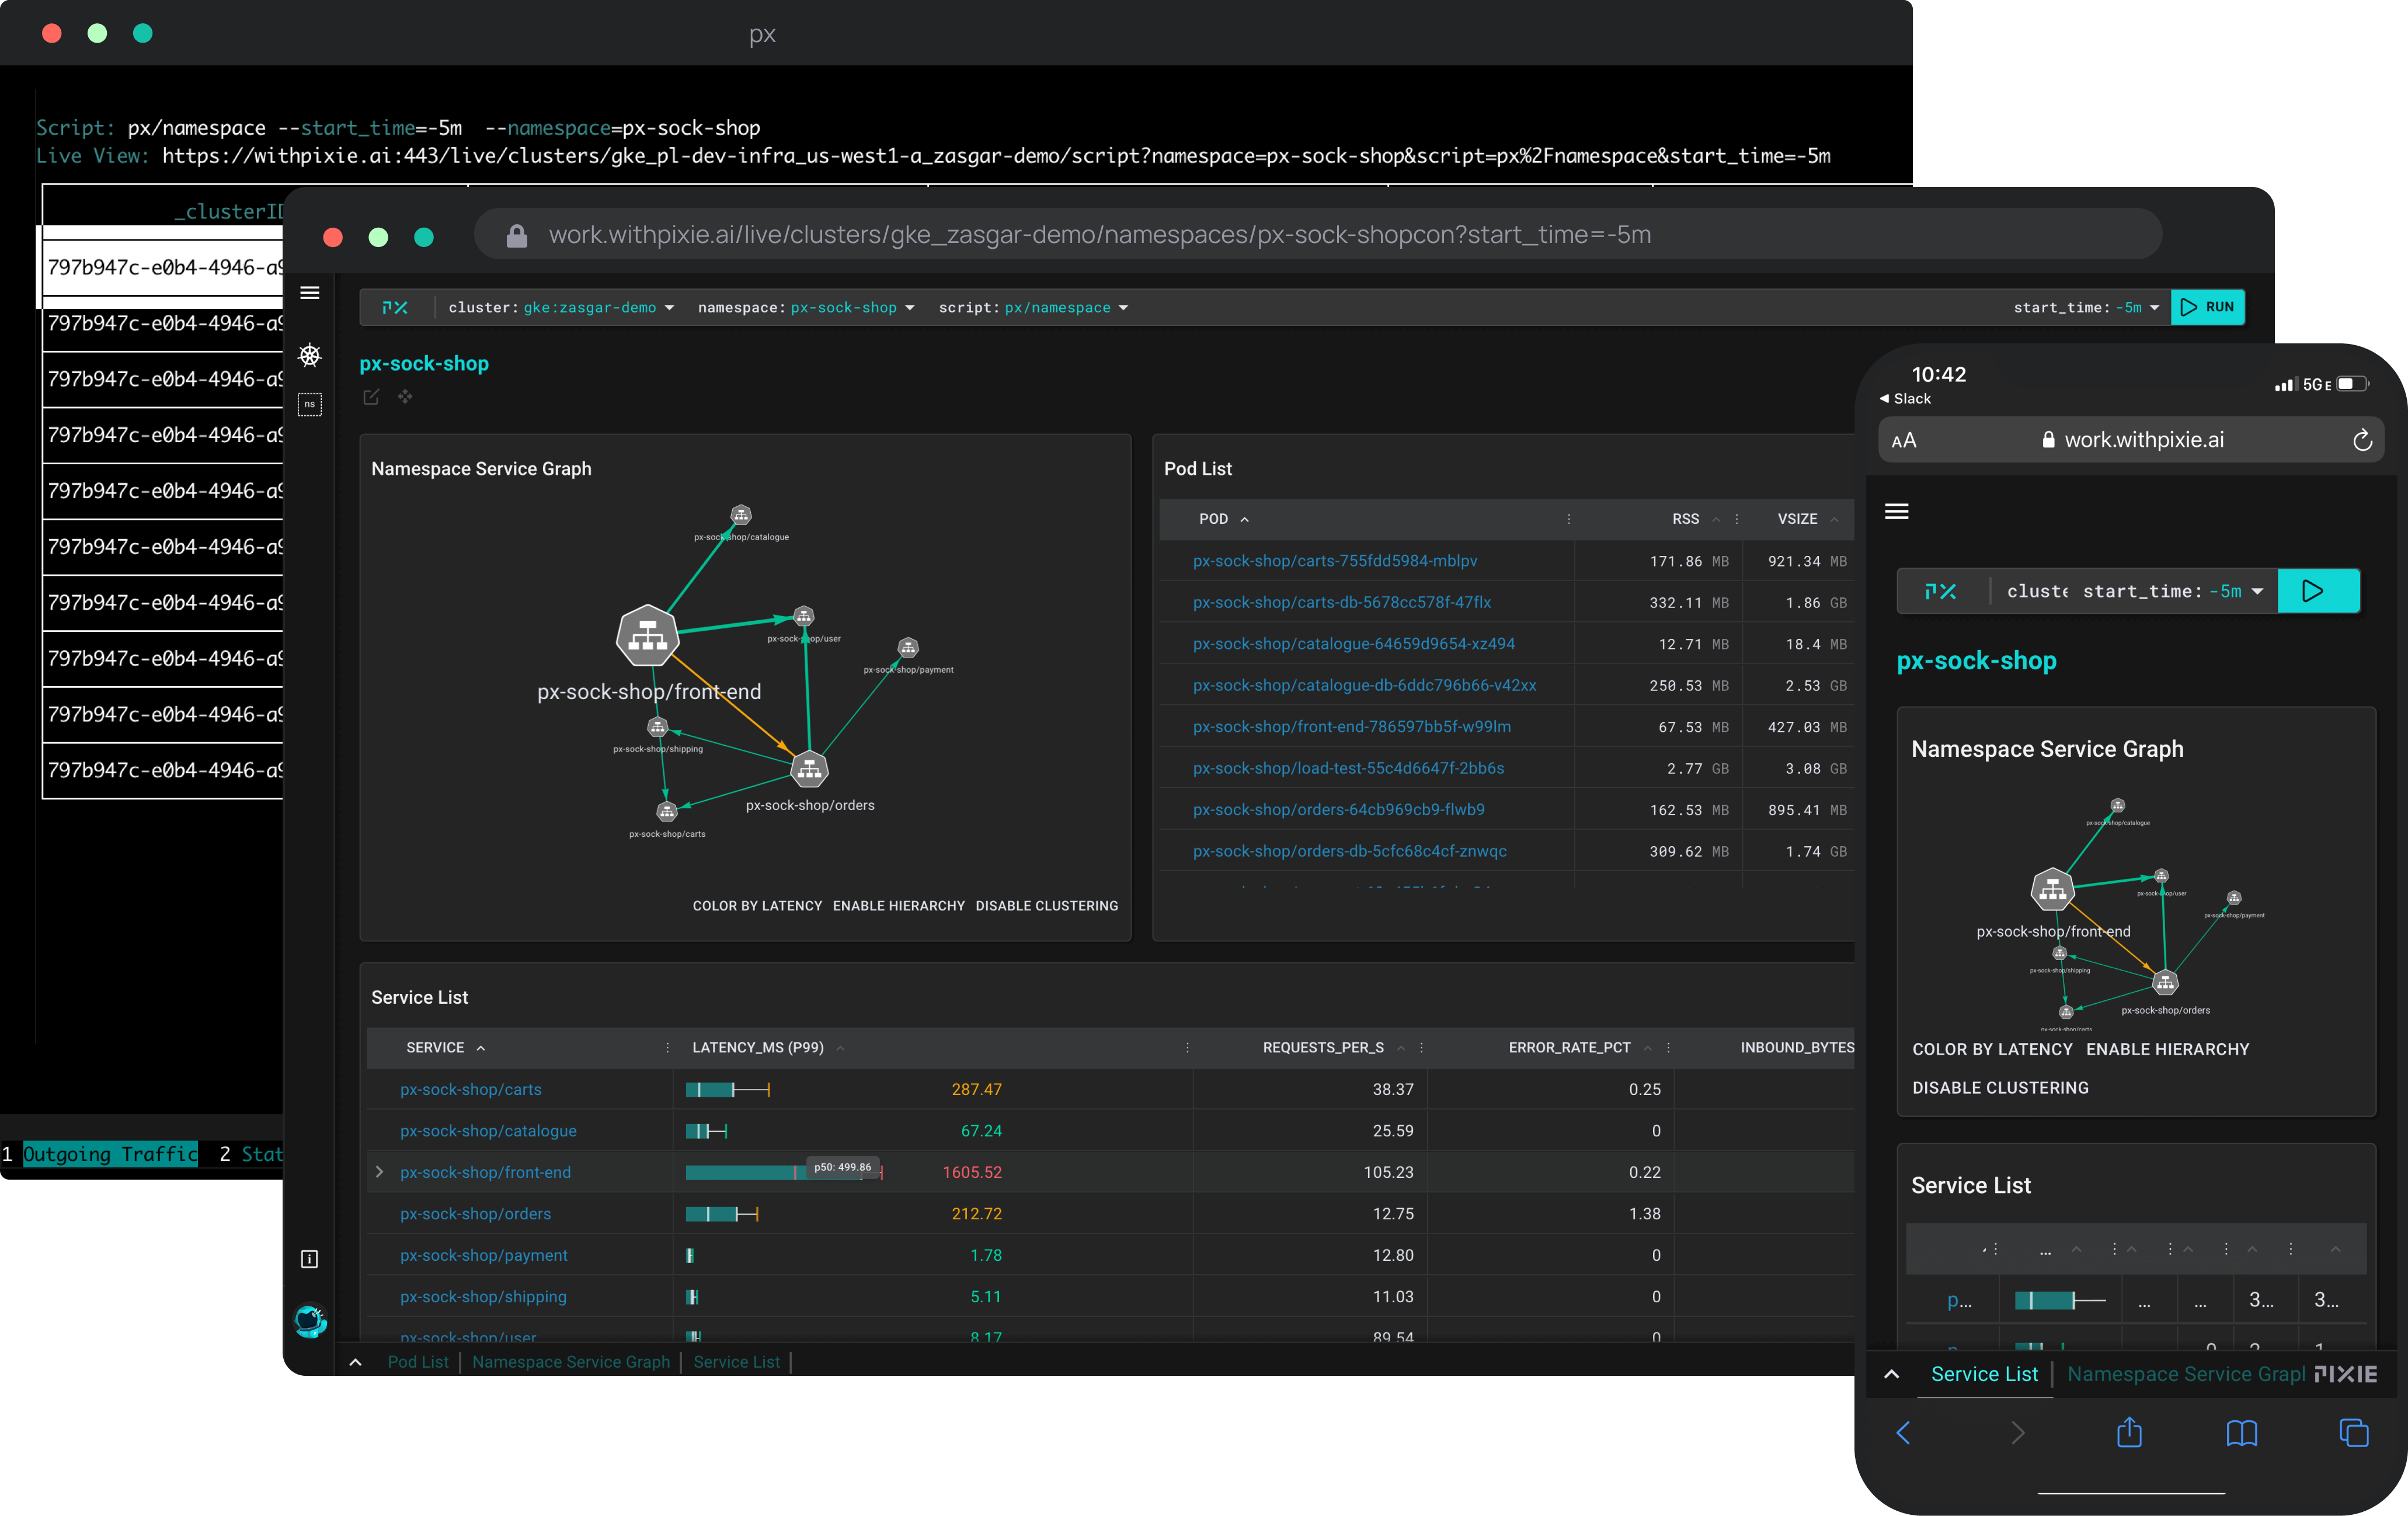 px
Script: px/namespace --start_time=-5m --namespace=px-sock-shop
Live View: https://withpixie.ai:443/live/clusters/gke_pl-dev-infra_us-west1-a_zasgar-demo/script?namespace=px-sock-shop&script=px%2Fnamespace&start_time=-5m
_clusterID
797b947c-e0b4-4946-a9
797b947c-e0b4-4946-a9
797b947c-e0b4-4946-a9
797b947c-e0b4-4946-a9
797b947c-e0b4-4946-a9
797b947c-e0b4-4946-a9
797b947c-e0b4-4946-a9
797b947c-e0b4-4946-a9
797b947c-e0b4-4946-a9
797b947c-e0b4-4946-a9
1 Outgoing Traffic 2 Stat
work.withpixie.ai/live/clusters/gke_zasgar-demo/namespaces/px-sock-shopcon?start_time=-5m
PX cluster: gke:zasgar-demo namespace: px-sock-shop script: px/namespace start_time: -5m RUN
px-sock-shop
ns
Namespace Service Graph
px-sock-shop/catalogue
px-sock-shop/user
px-sock-shop/payment
px-sock-shop/front-end
px-sock-shop/shipping
px-sock-shop/orders
px-sock-shop/carts
COLOR BY LATENCY ENABLE HIERARCHY DISABLE CLUSTERING
Pod List
POD RSS VSIZE
px-sock-shop/carts-755fdd5984-mblpv 171.86 MB 921.34 MB
px-sock-shop/carts-db-5678cc578f-47flx 332.11 MB 1.86 GB
px-sock-shop/catalogue-64659d9654-xz494 12.71 MB 18.4 MB
px-sock-shop/catalogue-db-6ddc796b66-v42xx 250.53 MB 2.53 GB
px-sock-shop/front-end-786597bb5f-w99lm 67.53 MB 427.03 MB
px-sock-shop/load-test-55c4d6647f-2bb6s 2.77 GB 3.08 GB
px-sock-shop/orders-64cb969cb9-flwb9 162.53 MB 895.41 MB
px-sock-shop/orders-db-5cfc68c4cf-znwqc 309.62 MB 1.74 GB
Service List
SERVICE LATENCY_MS (P99) REQUESTS_PER_S ERROR_RATE_PCT INBOUND_BYTES
px-sock-shop/carts 287.47 38.37 0.25
px-sock-shop/catalogue 67.24 25.59 0
px-sock-shop/front-end p50: 499.86 1605.52 105.23 0.22
px-sock-shop/orders 212.72 12.75 1.38
px-sock-shop/payment 1.78 12.80 0
px-sock-shop/shipping 5.11 11.03 0
px-sock-shop/user 8.17 89.54 0
Pod List | Namespace Service Graph | Service List |
10:42
5GE
Slack
AA work.withpixie.ai
PX cluste start_time: -5m
px-sock-shop
Namespace Service Graph
px-sock-shop/catalogue
px-sock-shop/user
px-sock-shop/payment
px-sock-shop/front-end
px-sock-shop/shipping
px-sock-shop/orders
px-sock-shop/carts
COLOR BY LATENCY ENABLE HIERARCHY
DISABLE CLUSTERING
Service List
...
p... ... ... 3... 3...
Service List | Namespace Service Grapl PIXIE